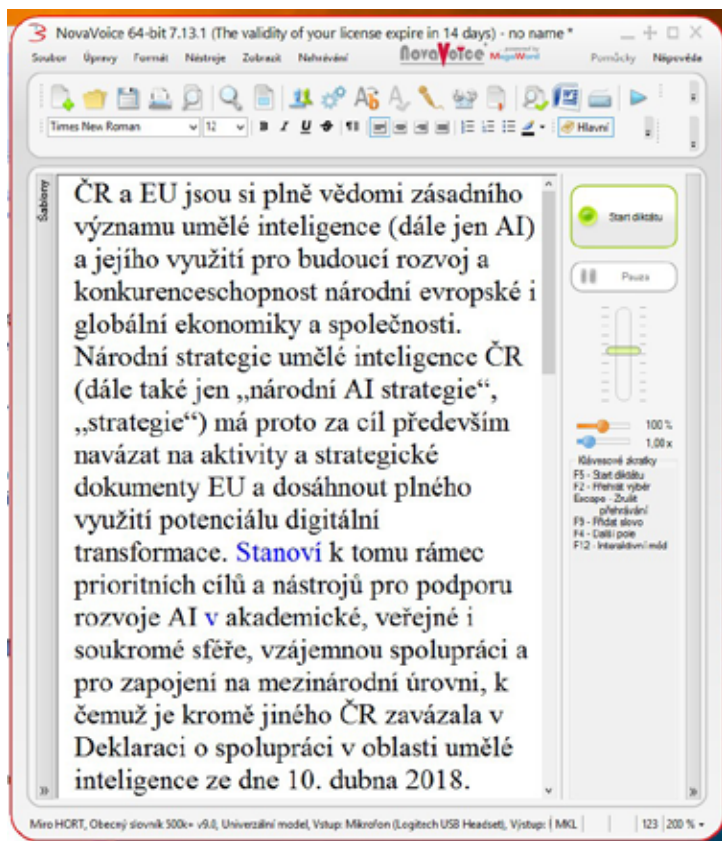 NovaVoice 64-bit 7.13.1 (The validity of your license expire in 14 days) - no name *
Soubor Úpravy Formát Nástroje Zobrazit Nahrávání NovaVoice powered by MegaWord Pomůcky Nápověda
Times New Roman 12 B I U Hlavní
Šablony
ČR a EU jsou si plně vědomi zásadního
významu umělé inteligence (dále jen AI)
a jejího využití pro budoucí rozvoj a
konkurenceschopnost národní evropské i
globální ekonomiky a společnosti.
Národní strategie umělé inteligence ČR
(dále také jen „národní AI strategie“,
„strategie“) má proto za cíl především
navázat na aktivity a strategické
dokumenty EU a dosáhnout plného
využití potenciálu digitální
transformace. Stanoví k tomu rámec
prioritních cílů a nástrojů pro podporu
rozvoje AI v akademické, veřejné i
soukromé sféře, vzájemnou spolupráci a
pro zapojení na mezinárodní úrovni, k
čemuž je kromě jiného ČR zavázala v
Deklaraci o spolupráci v oblasti umělé
inteligence ze dne 10. dubna 2018.
Start diktátu
Pauza
100 %
1,00 x
Klávesové zkratky
F5 - Start diktátu
F2 - Přehrát výběr
Escape - Zrušit
přehrávání
F9 - Přidat slovo
F4 - Další pole
F12 - Interaktivní mód
Miro HORT, Obecný slovník 500k+ v9.0, Univerzální model, Vstup: Mikrofon (Logitech USB Headset), Výstup: ( MKL 123 200 %